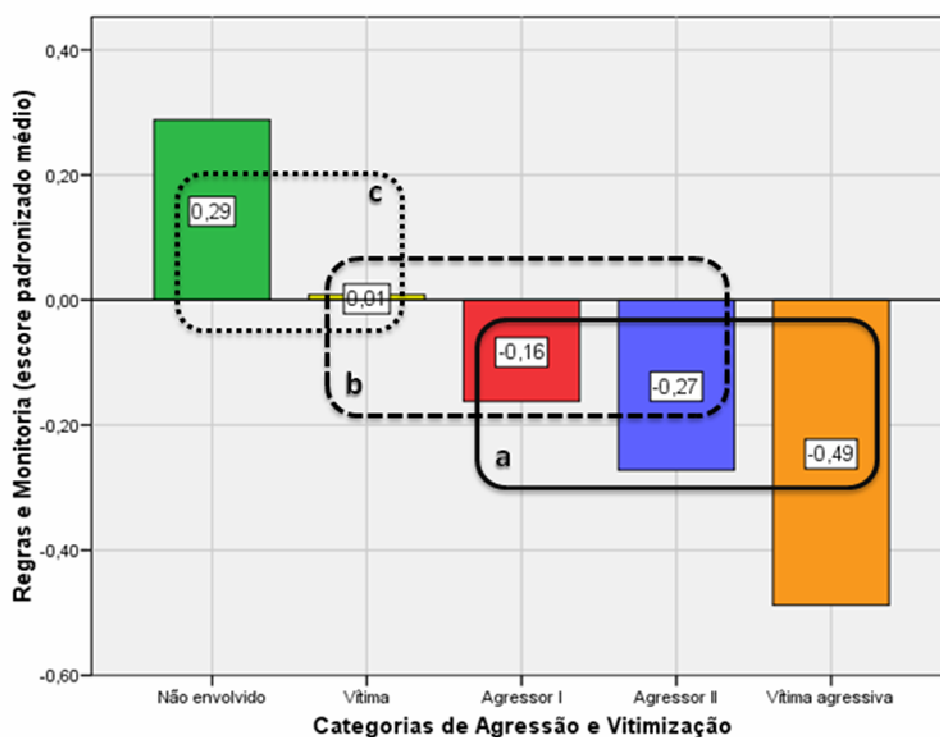 Regras e Monitoria (escore padronizado médio)
0,40
0,20
0,00
-0,20
-0,40
-0,60
c
0,29
0,01
b
-0,16
-0,27
a
-0,49
Não envolvido
Vítima
Agressor I
Agressor II
Vítima agressiva
Categorias de Agressão e Vitimização